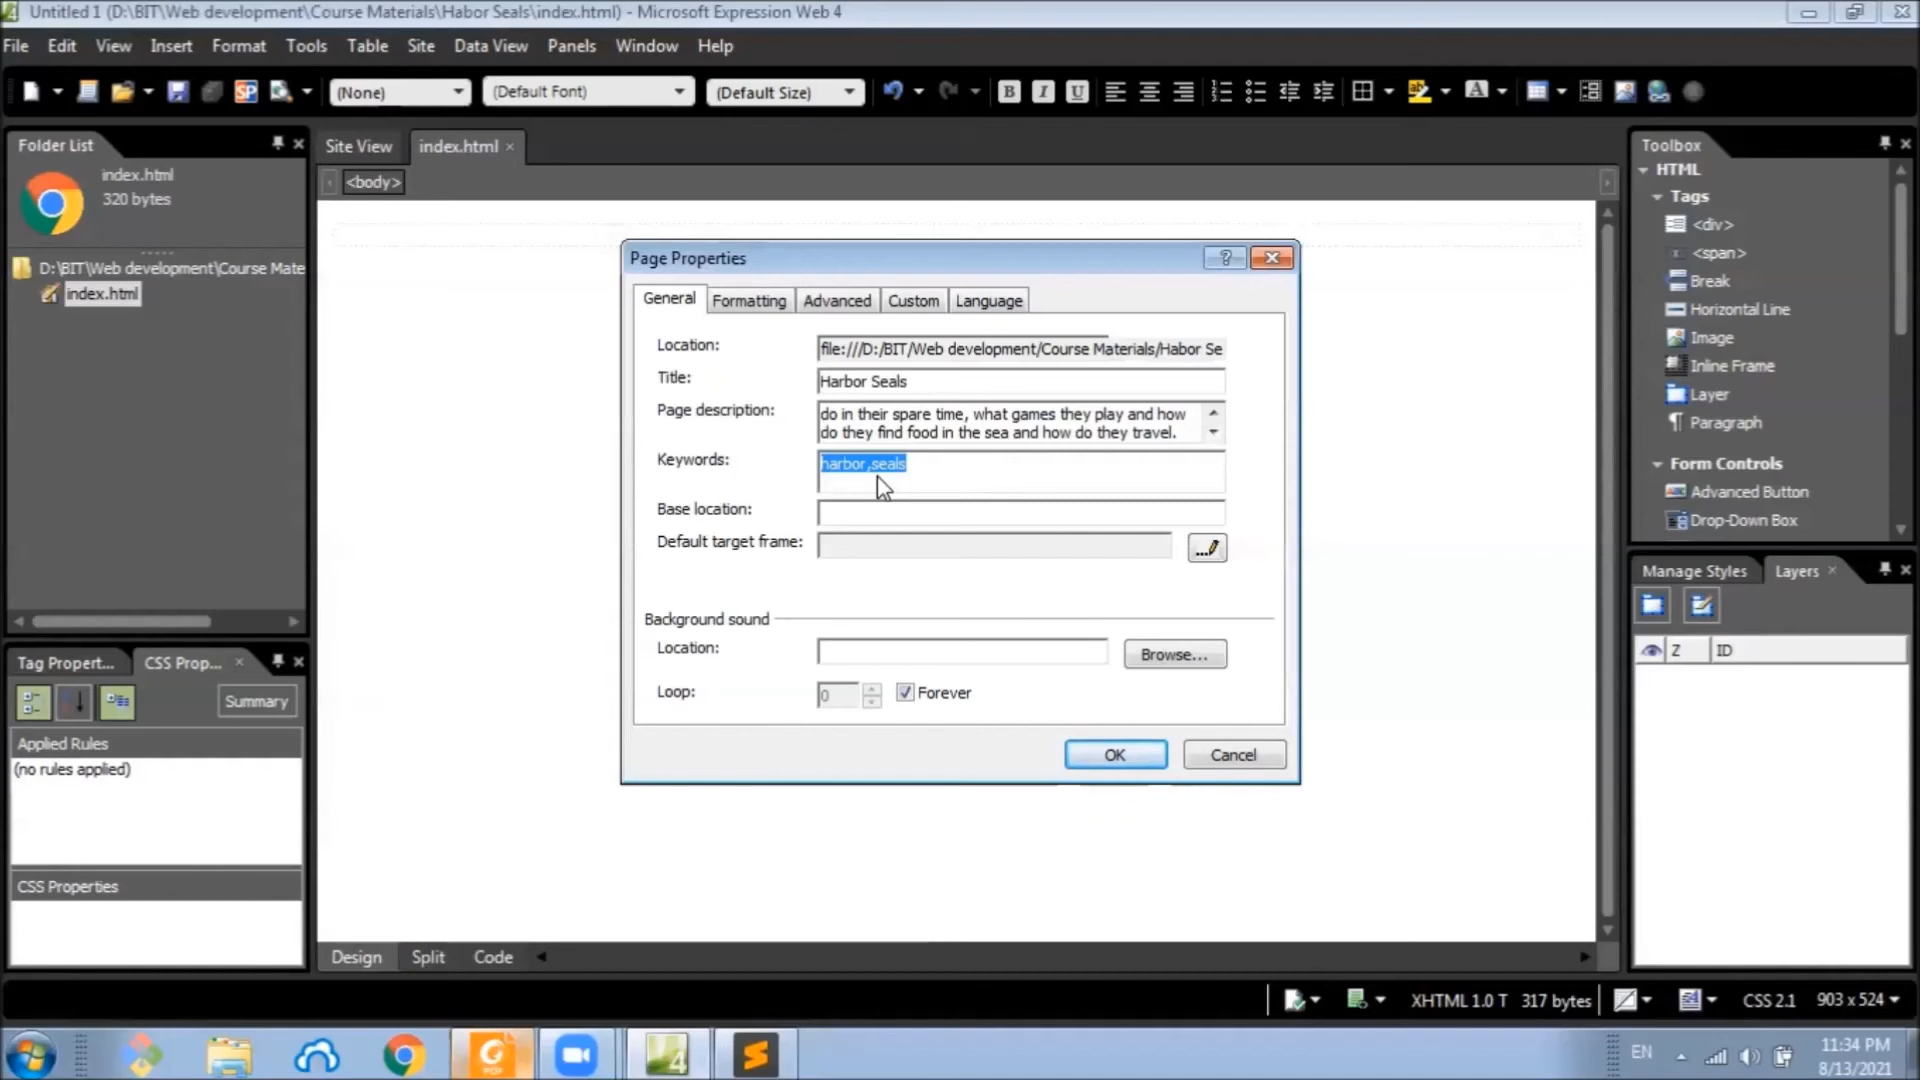 Untitled 1 (D:\BIT\Web development\Course Materials\Habor Seals\index.html) - Microsoft Expression Web 4
File Edit View Insert Format Tools Table Site Data View Panels Window Help
(None) (Default Font) (Default Size) B I U
Folder List
index.html
320 bytes
D:\BIT\Web development\Course Mate
index.html
Site View index.html
<body>
Page Properties
General Formatting Advanced Custom Language
Location: file:///D:/BIT/Web development/Course Materials/Habor Se
Title: Harbor Seals
Page description: do in their spare time, what games they play and how
do they find food in the sea and how do they travel.
Keywords: harbor,seals
Base location:
Default target frame:
Background sound
Location: Browse...
Loop: 0 Forever
OK Cancel
Toolbox
HTML
Tags
<div>
<span>
Break
Horizontal Line
Image
Inline Frame
Layer
Paragraph
Form Controls
Advanced Button
Drop-Down Box
Manage Styles Layers
Z ID
Tag Propert... CSS Prop...
Summary
Applied Rules
(no rules applied)
CSS Properties
Design Split Code
XHTML 1.0 T 317 bytes CSS 2.1 903 x 524
EN 11:34 PM
8/13/2021